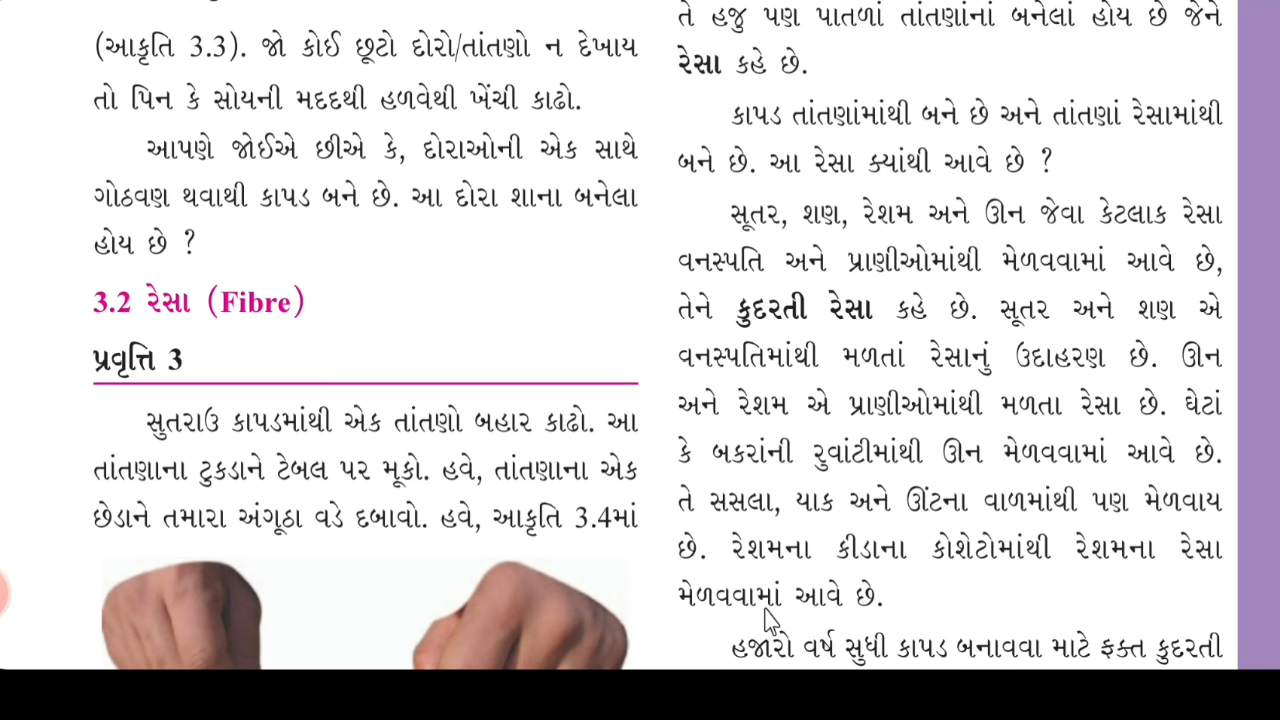 (આકૃતિ 3.3). જો કોઈ છૂટો દોરો/તાંતણો ન દેખાય
તો પિન કે સોયની મદદથી હળવેથી ખેંચી કાઢો.
આપણે જોઈએ છીએ કે, દોરાઓની એક સાથે
ગોઠવણ થવાથી કાપડ બને છે. આ દોરા શાના બનેલા
હોય છે ?
3.2 રેસા (Fibre)
પ્રવૃત્તિ 3
સુતરાઉ કાપડમાંથી એક તાંતણો બહાર કાઢો. આ
તાંતણાના ટુકડાને ટેબલ પર મૂકો. હવે, તાંતણાના એક
છેડાને તમારા અંગૂઠા વડે દબાવો. હવે, આકૃતિ 3.4માં
તે હજુ પણ પાતળાં તાંતણાંનાં બનેલાં હોય છે જેને
રેસા કહે છે.
કાપડ તાંતણાંમાંથી બને છે અને તાંતણાં રેસામાંથી
બને છે. આ રેસા ક્યાંથી આવે છે ?
સૂતર, શણ, રેશમ અને ઊન જેવા કેટલાક રેસા
વનસ્પતિ અને પ્રાણીઓમાંથી મેળવવામાં આવે છે,
તેને કુદરતી રેસા કહે છે. સૂતર અને શણ એ
વનસ્પતિમાંથી મળતાં રેસાનું ઉદાહરણ છે. ઊન
અને રેશમ એ પ્રાણીઓમાંથી મળતા રેસા છે. ઘેટાં
કે બકરાંની રુવાંટીમાંથી ઊન મેળવવામાં આવે છે.
તે સસલા, યાક અને ઊંટના વાળમાંથી પણ મેળવાય
છે. રેશમના કીડાના કોશેટોમાંથી રેશમના રેસા
મેળવવામાં આવે છે.
હજારો વર્ષ સુધી કાપડ બનાવવા માટે ફક્ત કુદરતી